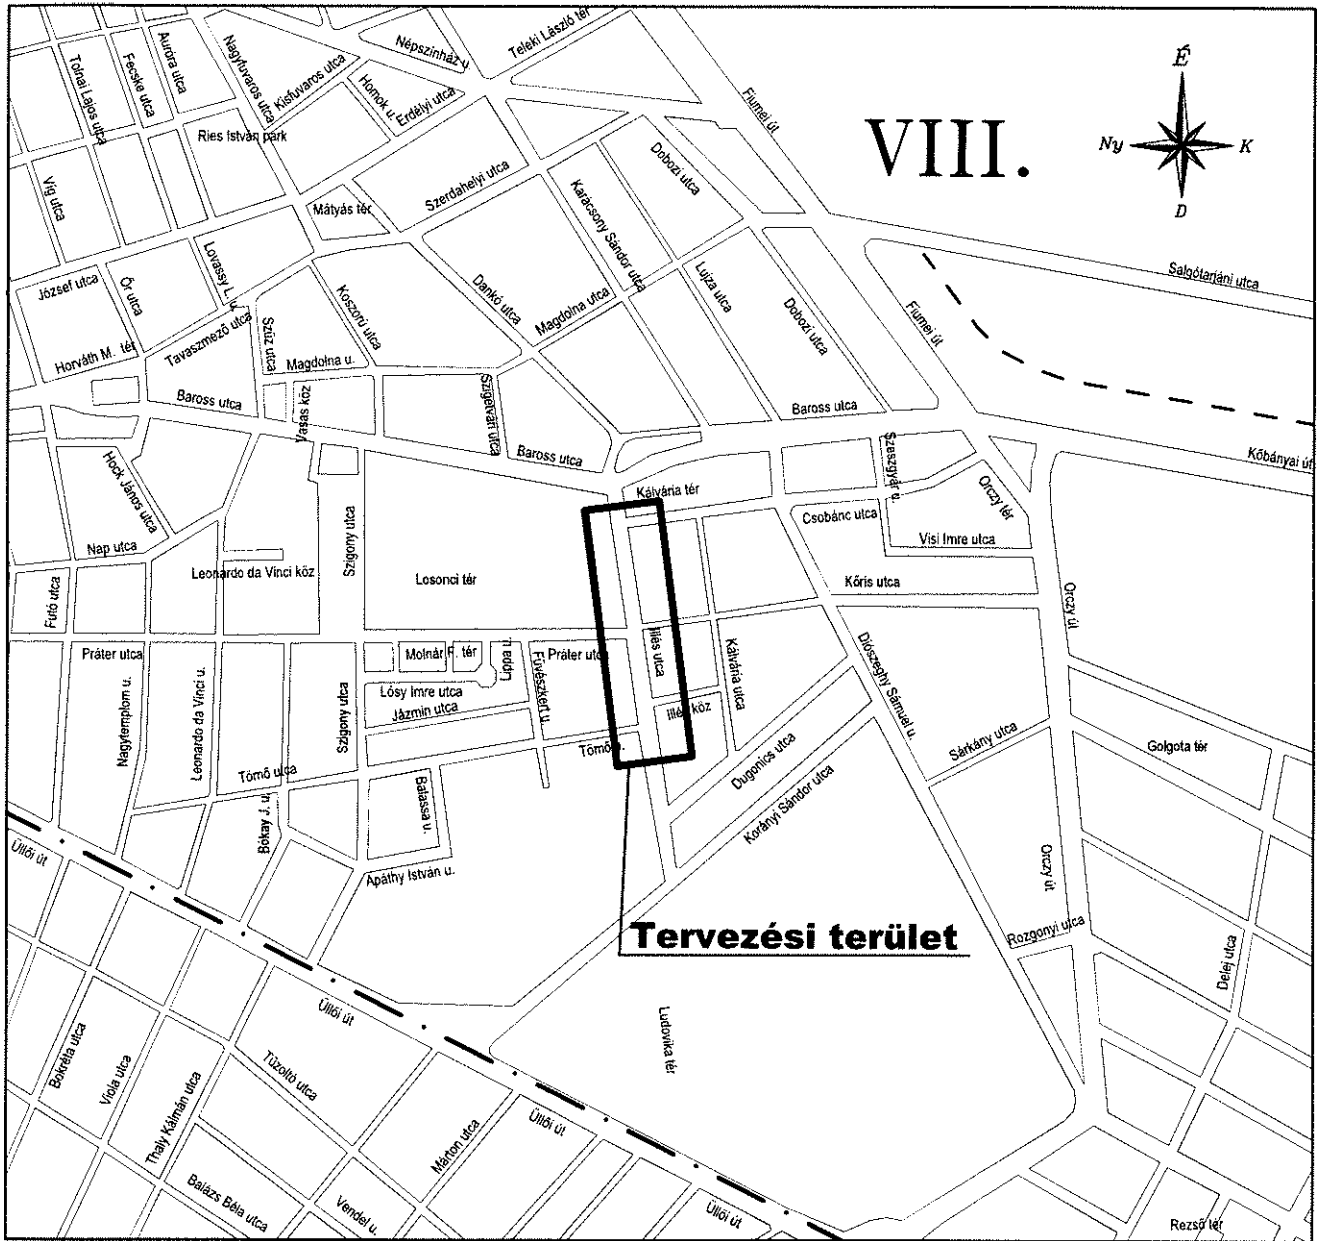 Népszínház u.
Teleki László tér
Tolnai Lajos utca
Fecske utca
Auróra utca
Nagyfuvaros utca
Kisfuvaros utca
Homok u.
Erdélyi utca
Fiumei út
VIII.
É
Ny
K
D
Ries István park
Víg utca
Mátyás tér
Szerdahelyi utca
Karácsony Sándor utca
Dobozi utca
József utca
Őr utca
Lovassy L. u.
Koszorú utca
Dankó utca
Magdolna utca
Lujza utca
Dobozi utca
Fiumei út
Salgótarjáni utca
Horváth M. tér
Tavaszmező utca
Szűz utca
Magdolna u.
Baross utca
Vasas köz
Szigetvári utca
Baross utca
Baross utca
Kőbányai út
Hock János utca
Szigony utca
Kálvária tér
Szeszgyár u.
Orczy tér
Csobánc utca
Visi Imre utca
Nap utca
Leonardo da Vinci köz
Losonci tér
Kőris utca
Futó utca
Orczy út
Práter utca
Molnár F. tér
Lippa u.
Füvészkert u.
Práter utca
Illés utca
Kálvária utca
Diószeghy Sámuel u.
Nagytemplom u.
Leonardo da Vinci u.
Szigony utca
Lósy Imre utca
Jázmin utca
Illés köz
Tömő u.
Dugonics utca
Sárkány utca
Golgota tér
Tömő utca
Bókay J. u.
Balassa u.
Korányi Sándor utca
Üllői út
Apáthy István u.
Orczy út
Tervezési terület
Rozgonyi utca
Delej utca
Üllői út
Ludovika tér
Bokréta utca
Viola utca
Thaly Kálmán utca
Tűzoltó utca
Márton utca
Üllői út
Balázs Béla utca
Vendel u.
Üllői út
Rezső tér